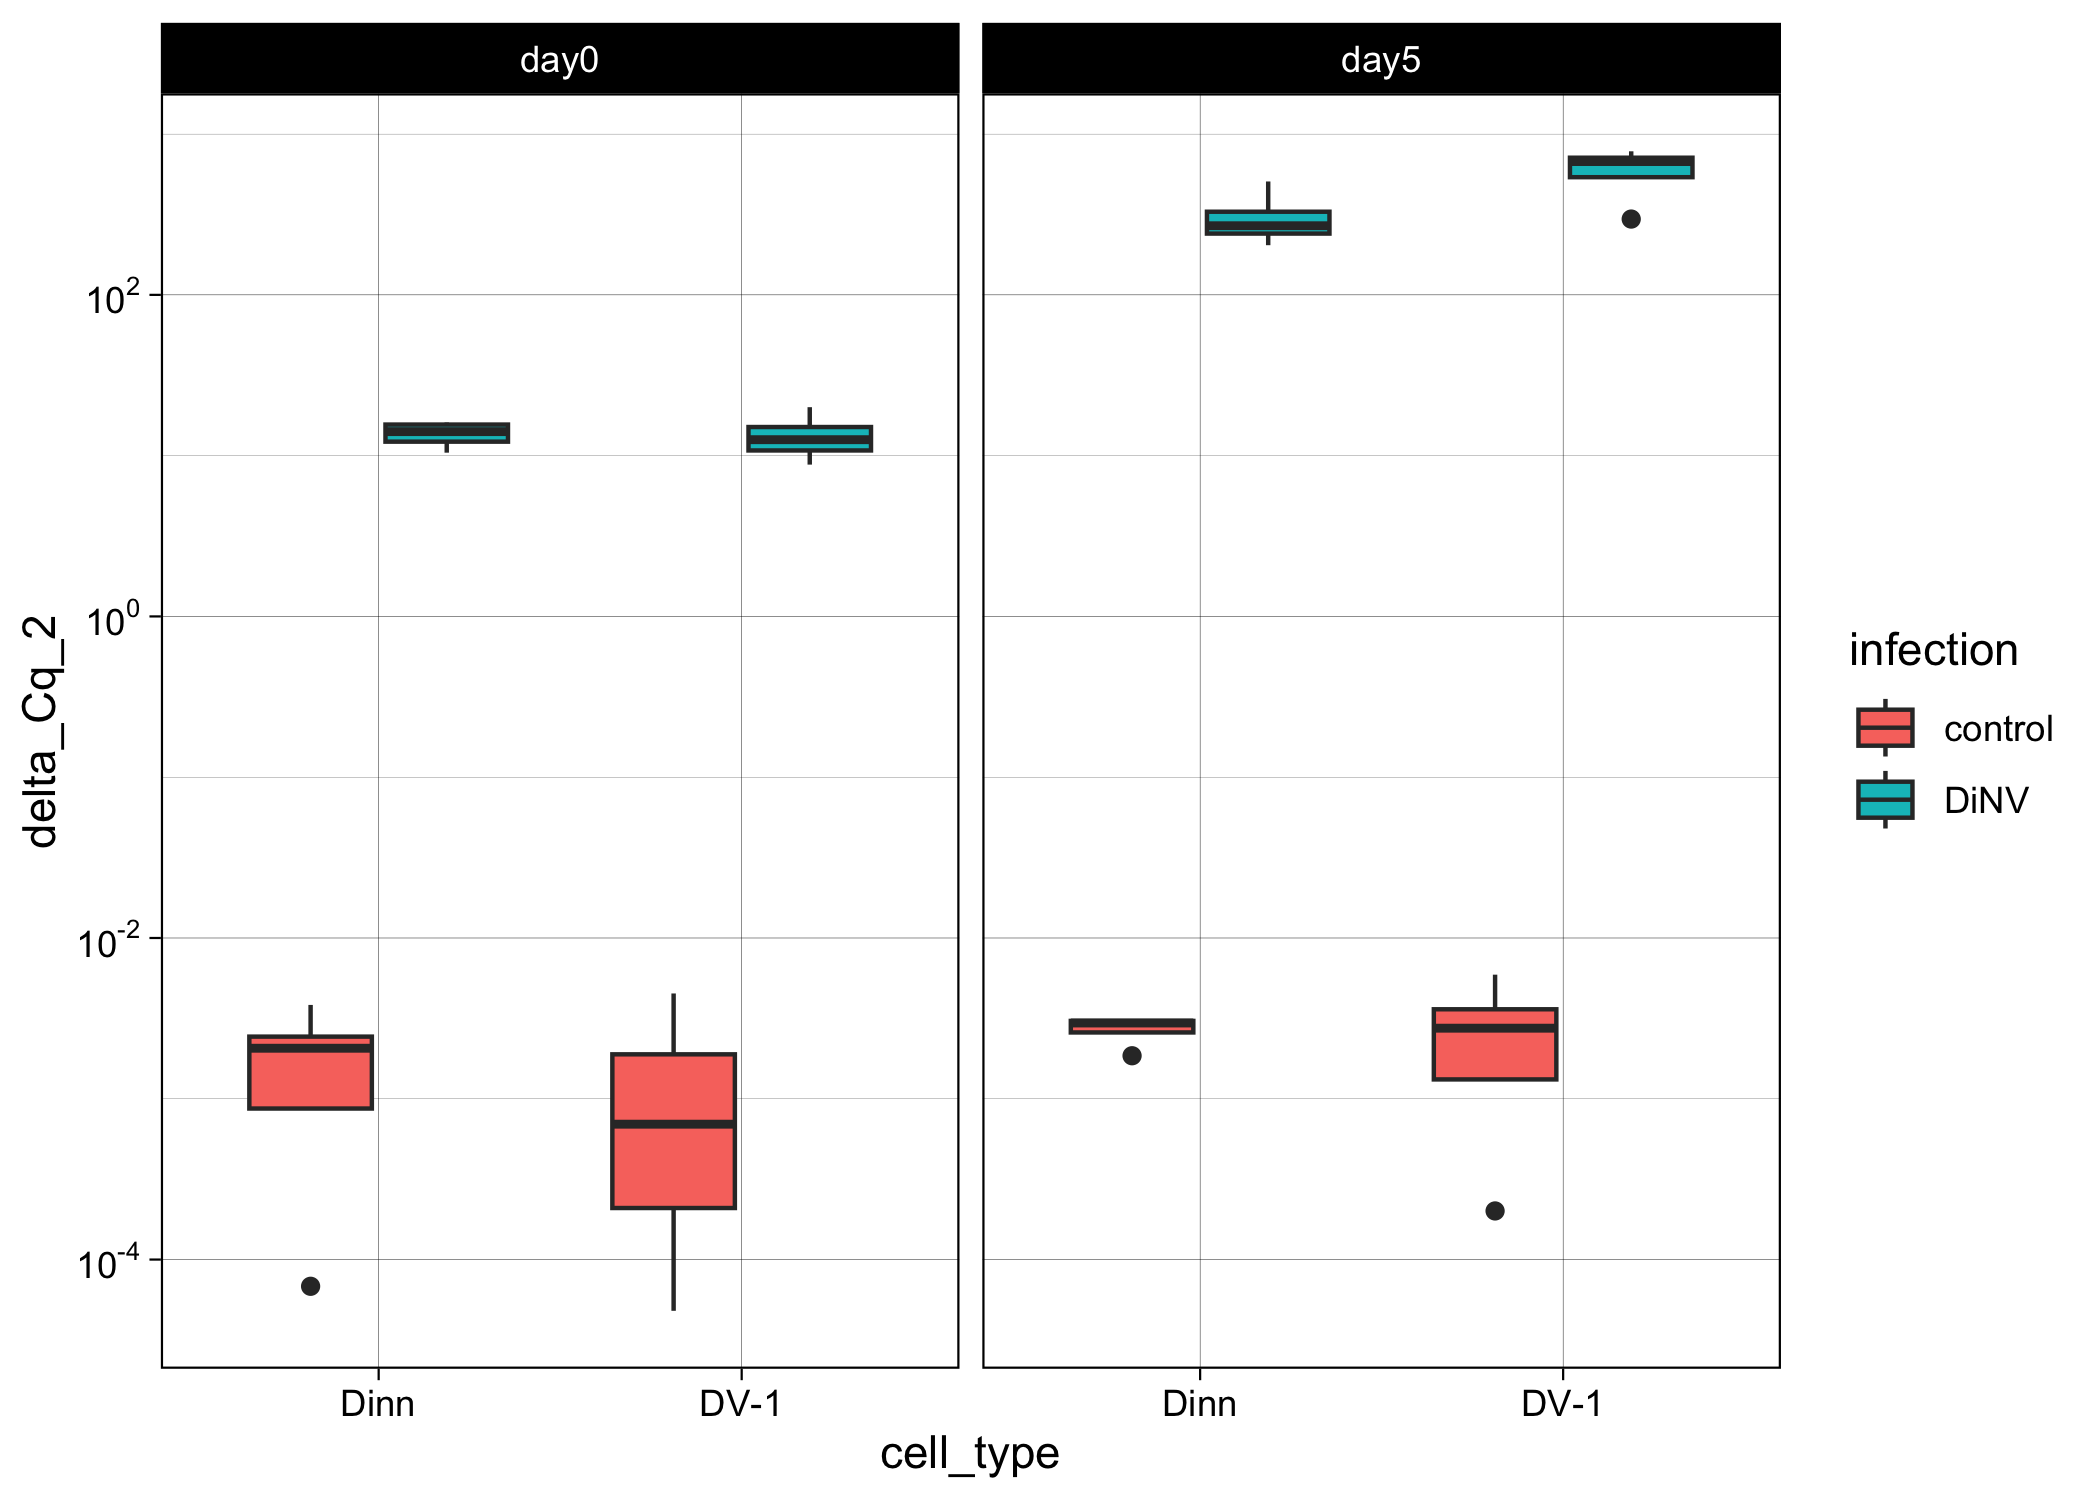 day0
day5
10²
10⁰
10⁻²
10⁻⁴
delta_Cq_2
Dinn
DV-1
Dinn
DV-1
cell_type
infection
control
DiNV